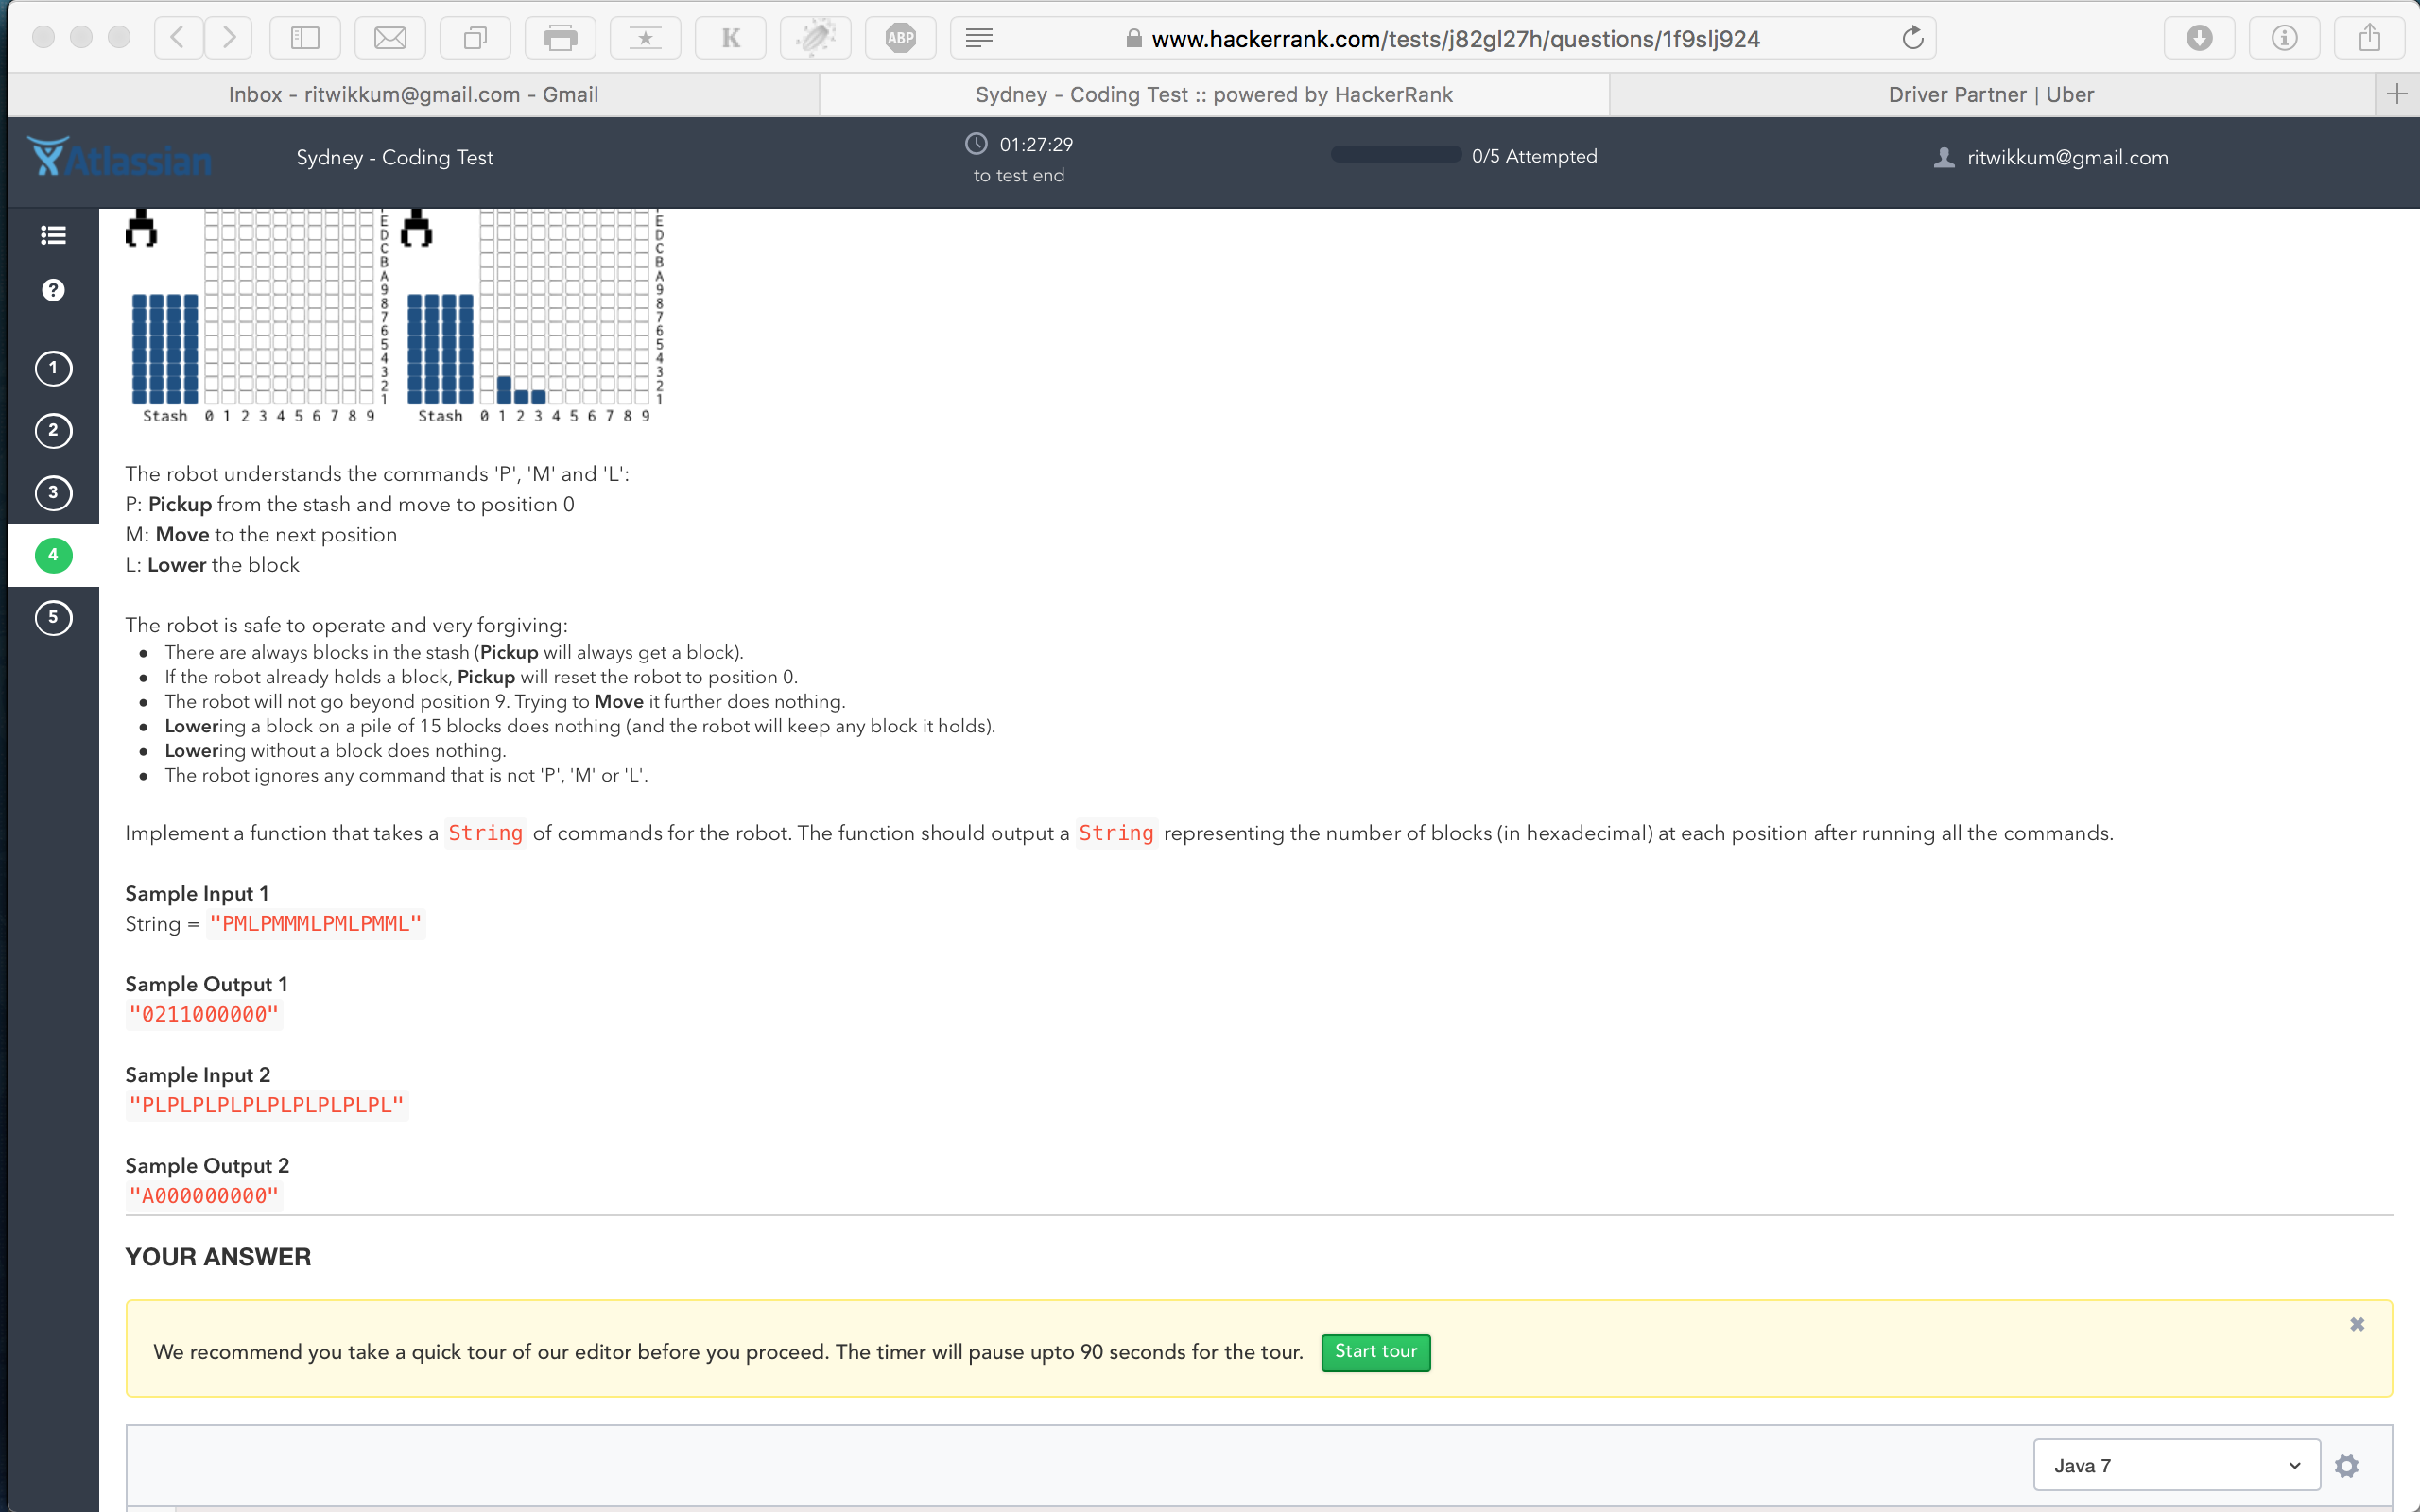 K
ABP
www.hackerrank.com/tests/j82gl27h/questions/1f9slj924
Inbox - ritwikkum@gmail.com - Gmail
Sydney - Coding Test :: powered by HackerRank
Driver Partner | Uber
Atlassian
Sydney - Coding Test
01:27:29
to test end
0/5 Attempted
ritwikkum@gmail.com
?
1
2
3
4
5
E
D
C
B
A
9
8
7
6
5
4
3
2
1
Stash 0 1 2 3 4 5 6 7 8 9
E
D
C
B
A
9
8
7
6
5
4
3
2
1
Stash 0 1 2 3 4 5 6 7 8 9
The robot understands the commands 'P', 'M' and 'L':
P: Pickup from the stash and move to position 0
M: Move to the next position
L: Lower the block
The robot is safe to operate and very forgiving:
• There are always blocks in the stash (Pickup will always get a block).
• If the robot already holds a block, Pickup will reset the robot to position 0.
• The robot will not go beyond position 9. Trying to Move it further does nothing.
• Lowering a block on a pile of 15 blocks does nothing (and the robot will keep any block it holds).
• Lowering without a block does nothing.
• The robot ignores any command that is not 'P', 'M' or 'L'.
Implement a function that takes a String of commands for the robot. The function should output a String representing the number of blocks (in hexadecimal) at each position after running all the commands.
Sample Input 1
String = "PMLPMMMLPMLPMML"
Sample Output 1
"0211000000"
Sample Input 2
"PLPLPLPLPLPLPLPLPLPL"
Sample Output 2
"A000000000"
YOUR ANSWER
We recommend you take a quick tour of our editor before you proceed. The timer will pause upto 90 seconds for the tour. Start tour
Java 7